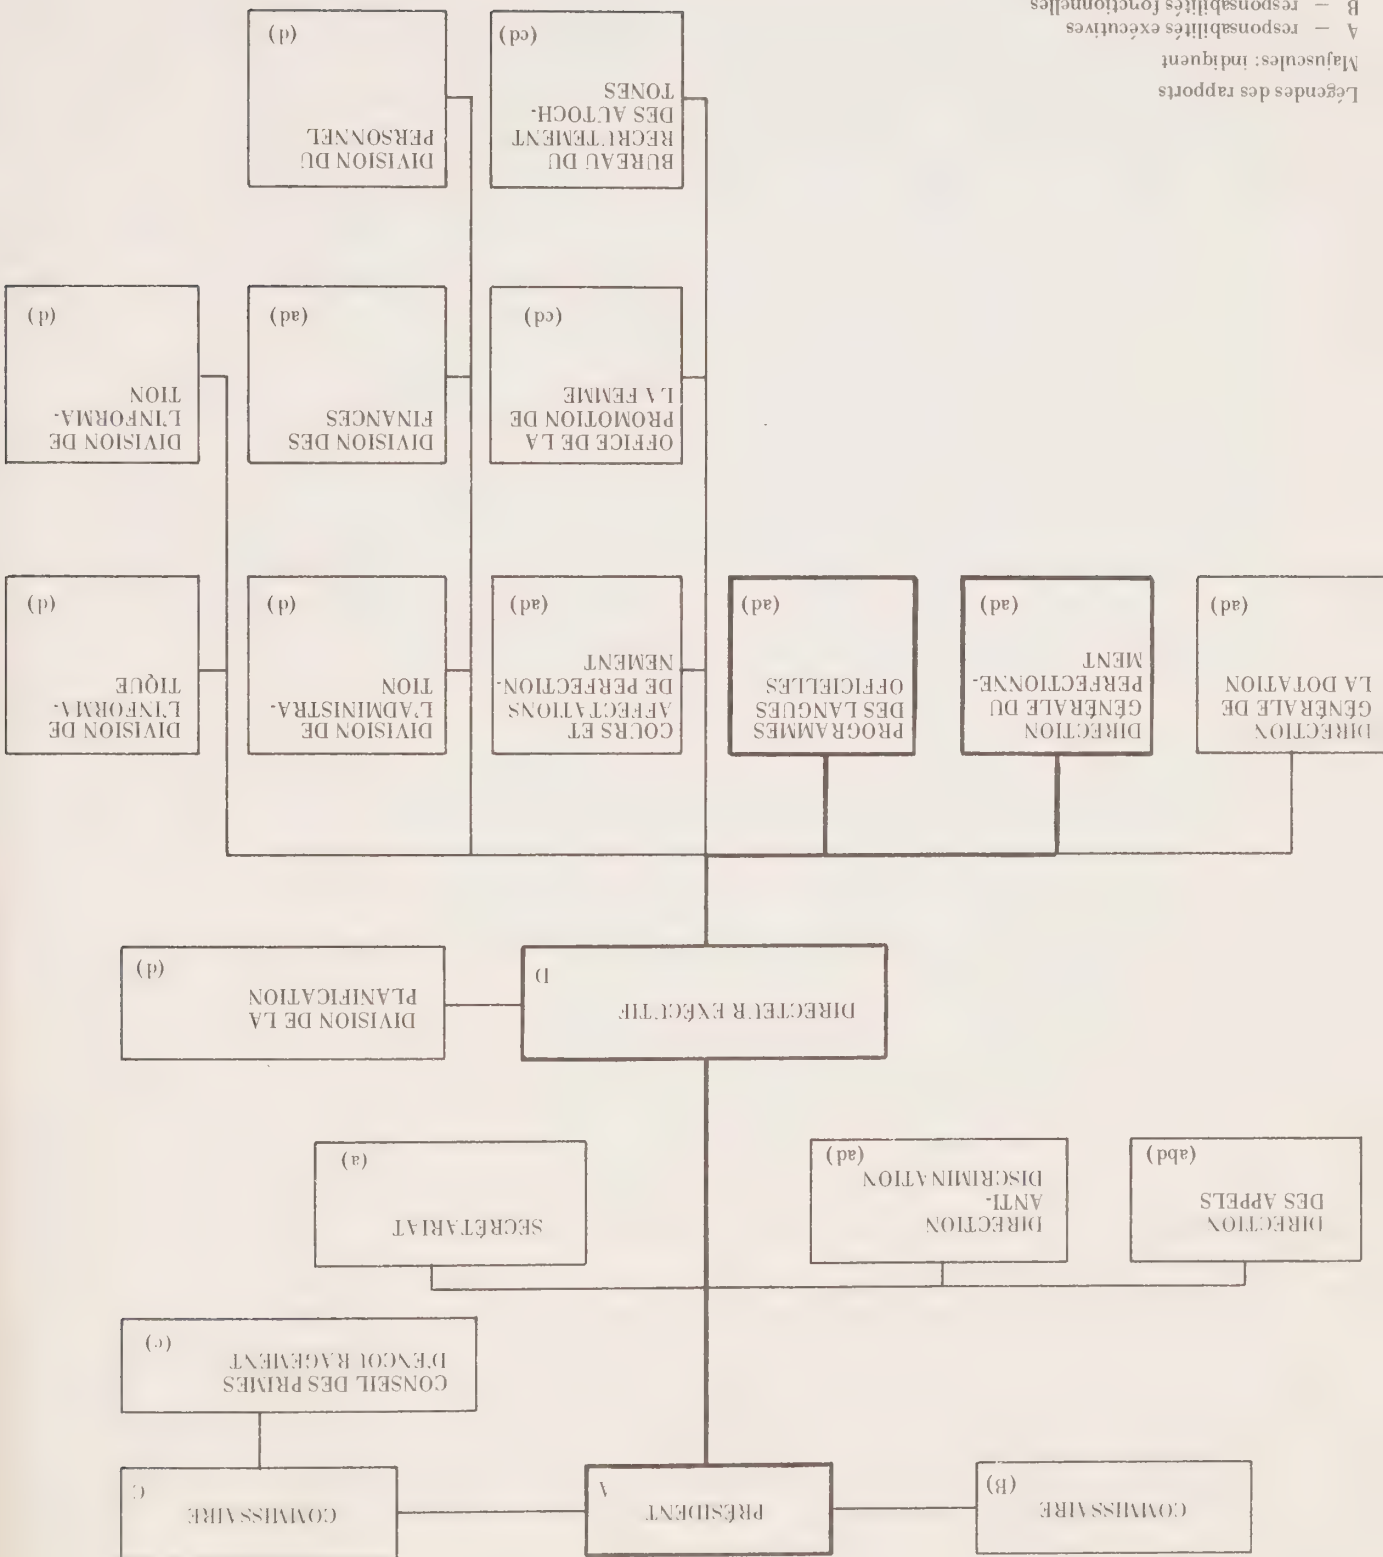 COMMISSAIRE
(B)
PRÉSIDENT
A
COMMISSAIRE
C
CONSEIL DES PRIMES
D'ENCOURAGEMENT
(c)
DIRECTION
DES APPELS
(abd)
DIRECTION
ANTI-
DISCRIMINATION
(ad)
SECRÉTARIAT
(a)
DIRECTEUR EXÉCUTIF
D
DIVISION DE LA
PLANIFICATION
(d)
DIRECTION
GÉNÉRALE DE
LA DOTATION
(ad)
DIRECTION
GÉNÉRALE DU
PERFECTIONNE-
MENT
(ad)
PROGRAMMES
DES LANGUES
OFFICIELLES
(ad)
COURS ET
AFFECTATIONS
DE PERFECTION-
NEMENT
(ad)
DIVISION DE
L'ADMINISTRA-
TION
(d)
DIVISION DE
L'INFORMA-
TIQUE
(d)
OFFICE DE LA
PROMOTION DE
LA FEMME
(cd)
DIVISION DES
FINANCES
(ad)
DIVISION DE
L'INFORMA-
TION
(d)
BUREAU DU
RECRUTEMENT
DES AUTOCH-
TONES
(cd)
DIVISION DU
PERSONNEL
(d)
Légendes des rapports
Majuscules: indiquent
A — responsabilités exécutives
B — responsabilités fonctionnelles